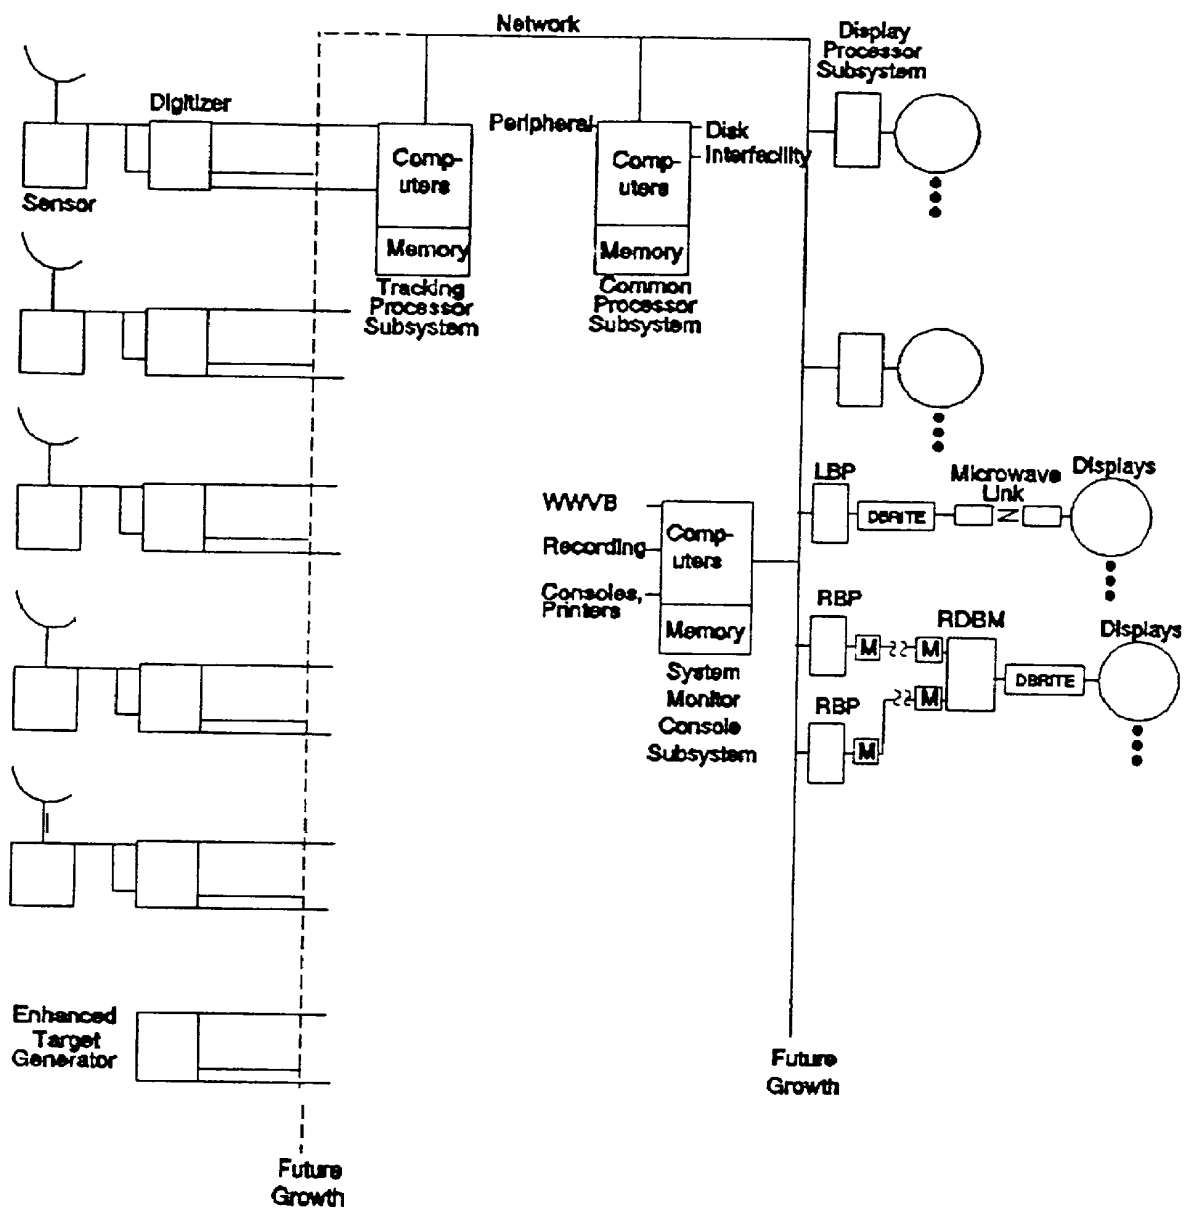 Network
Display
Processor
Subsystem
Digitizer
Peripheral
Disk
Interfacility
Comp-
uters
Memory
Tracking
Processor
Subsystem
Comp-
uters
Memory
Common
Processor
Subsystem
Sensor
LBP
DBRITE
Microwave
Link
Displays
WWVB
Recording
Consoles,
Printers
Comp-
uters
Memory
System
Monitor
Console
Subsystem
RBP
M
M
RDBM
DBRITE
Displays
RBP
M
M
Enhanced
Target
Generator
Future
Growth
Future
Growth